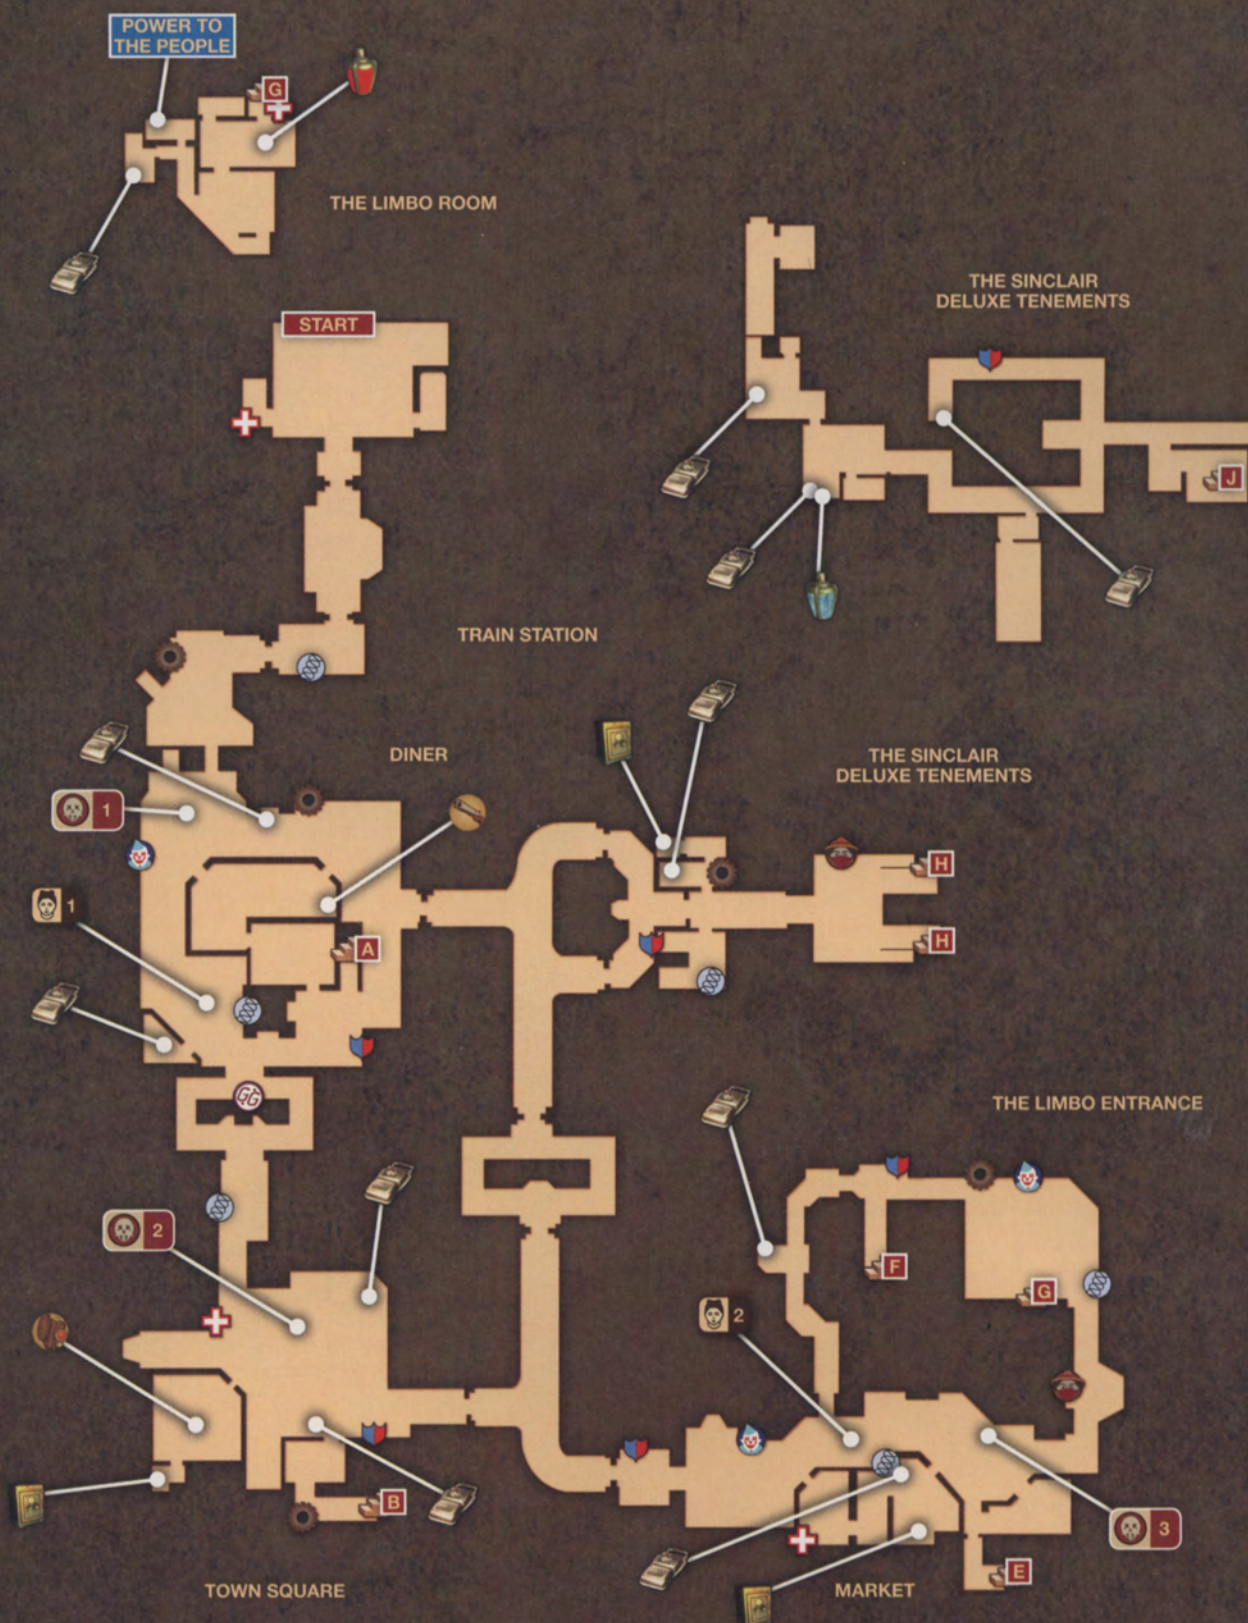 POWER TO
THE PEOPLE
G
THE LIMBO ROOM
THE SINCLAIR
DELUXE TENEMENTS
START
J
TRAIN STATION
DINER
THE SINCLAIR
DELUXE TENEMENTS
1
H
1
A
H
GG
THE LIMBO ENTRANCE
2
F
G
2
B
3
E
TOWN SQUARE
MARKET